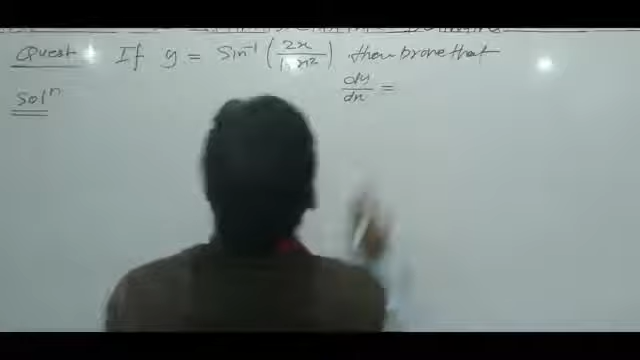 Quest If y = Sin⁻¹ (2x / 1+x²) then prove that
Solⁿ dy/dx =